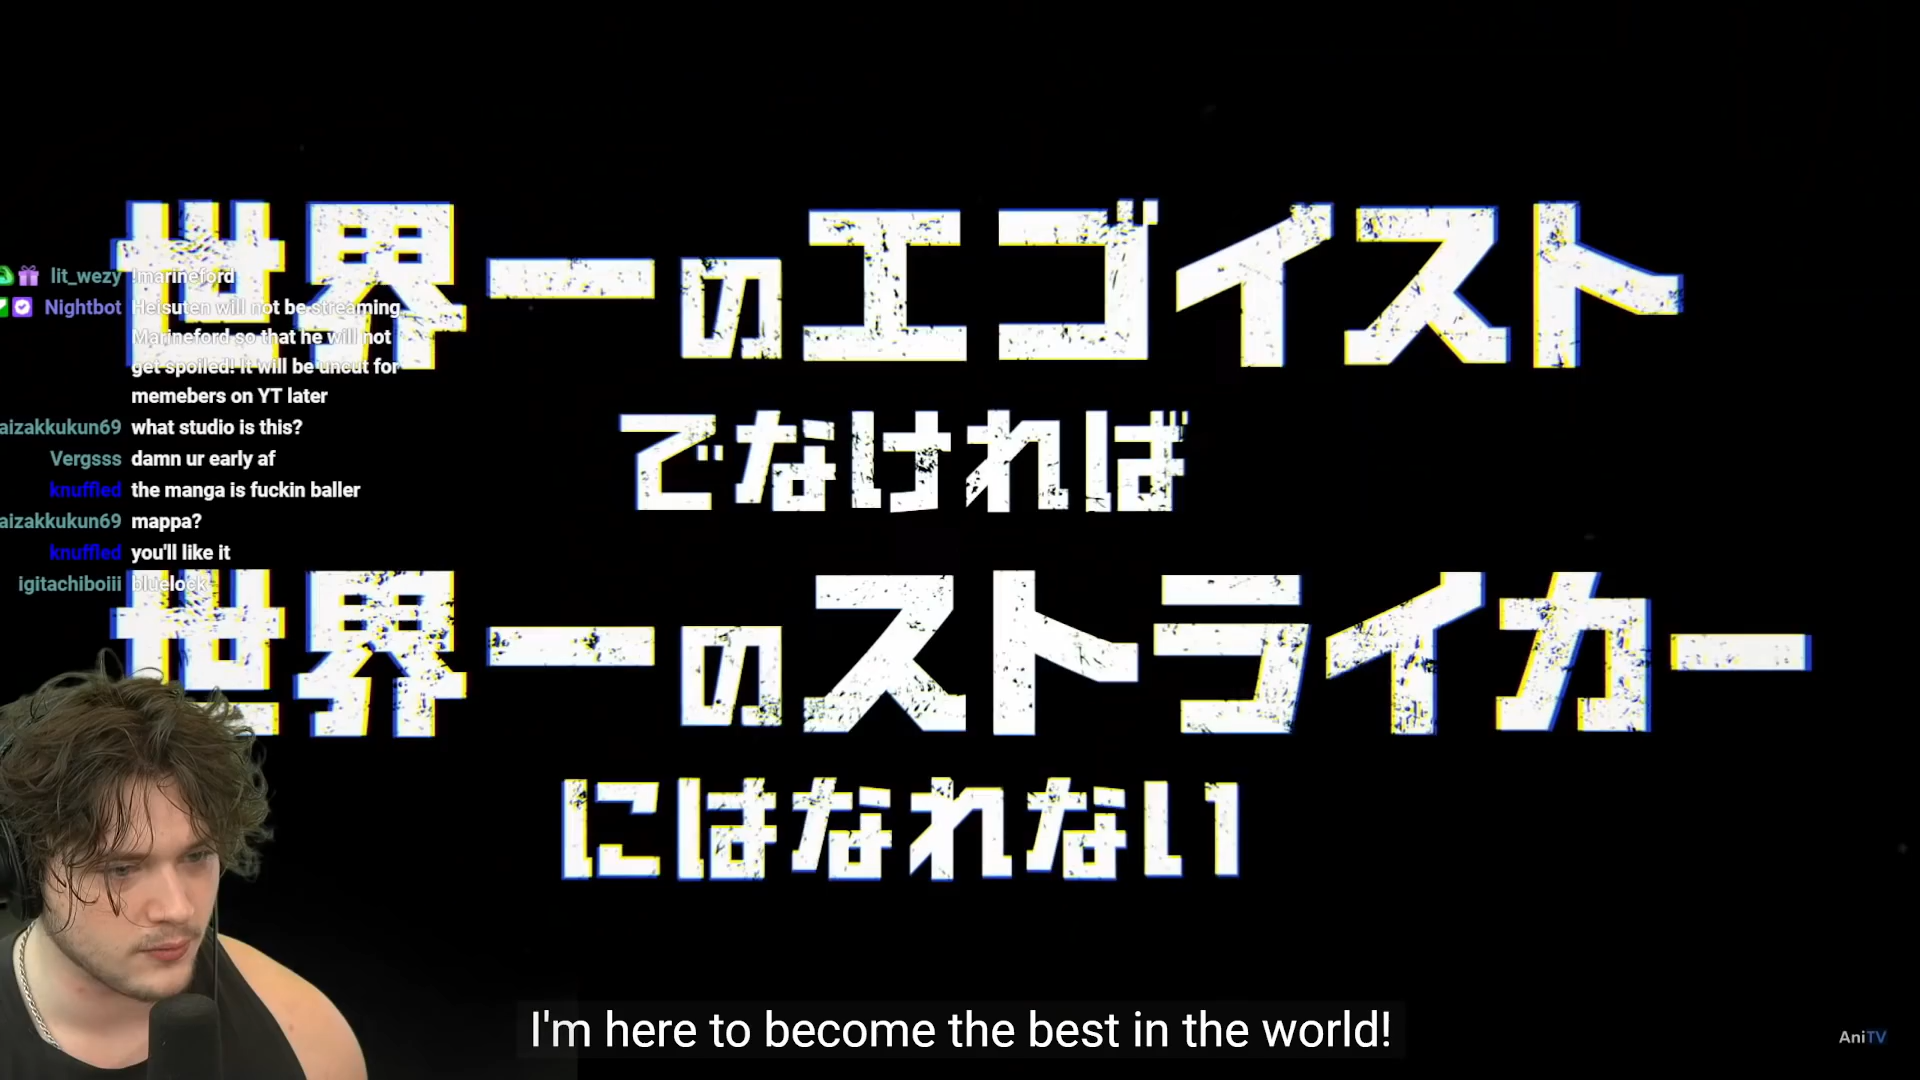 世界一のエゴイスト
でなければ
世界一のストライカー
にはなれない
lit_wezy !marineford
Nightbot Heisuten will not be streaming
Marineford so that he will not
get spoiled! It will be uncut for
memebers on YT later
aizakkukun69 what studio is this?
Vergsss damn ur early af
knuffled the manga is fuckin baller
aizakkukun69 mappa?
knuffled you'll like it
igitachiboiii bluelock
I'm here to become the best in the world!
AniTV